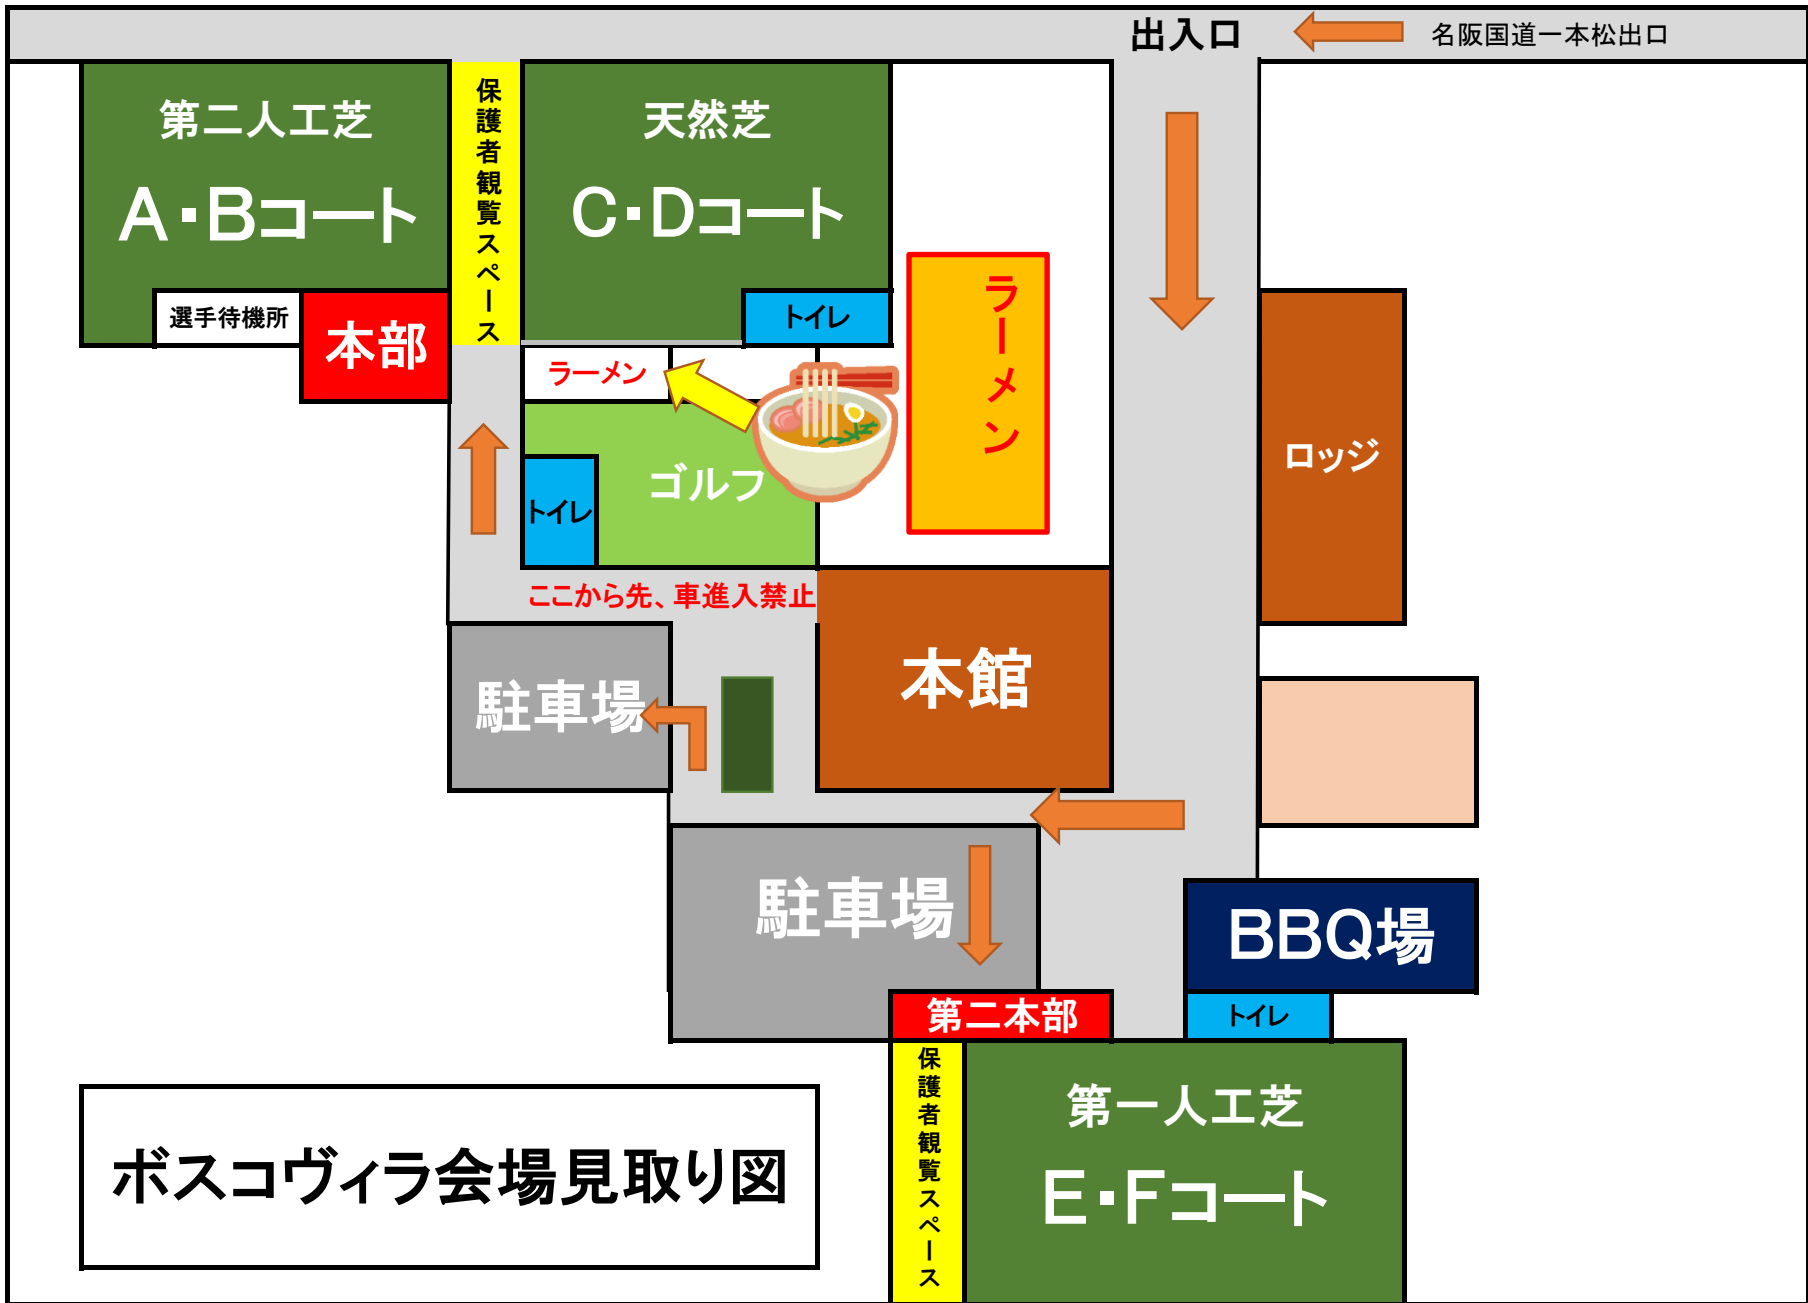 出入口
名阪国道一本松出口
第二人工芝
A・Bコート
保護者観覧スペース
天然芝
C・Dコート
選手待機所
本部
トイレ
ラーメン
ラーメン
ゴルフ
トイレ
ロッジ
ここから先、車進入禁止
本館
駐車場
駐車場
BBQ場
第二本部
トイレ
保護者観覧スペース
第一人工芝
E・Fコート
ボスコヴィラ会場見取り図